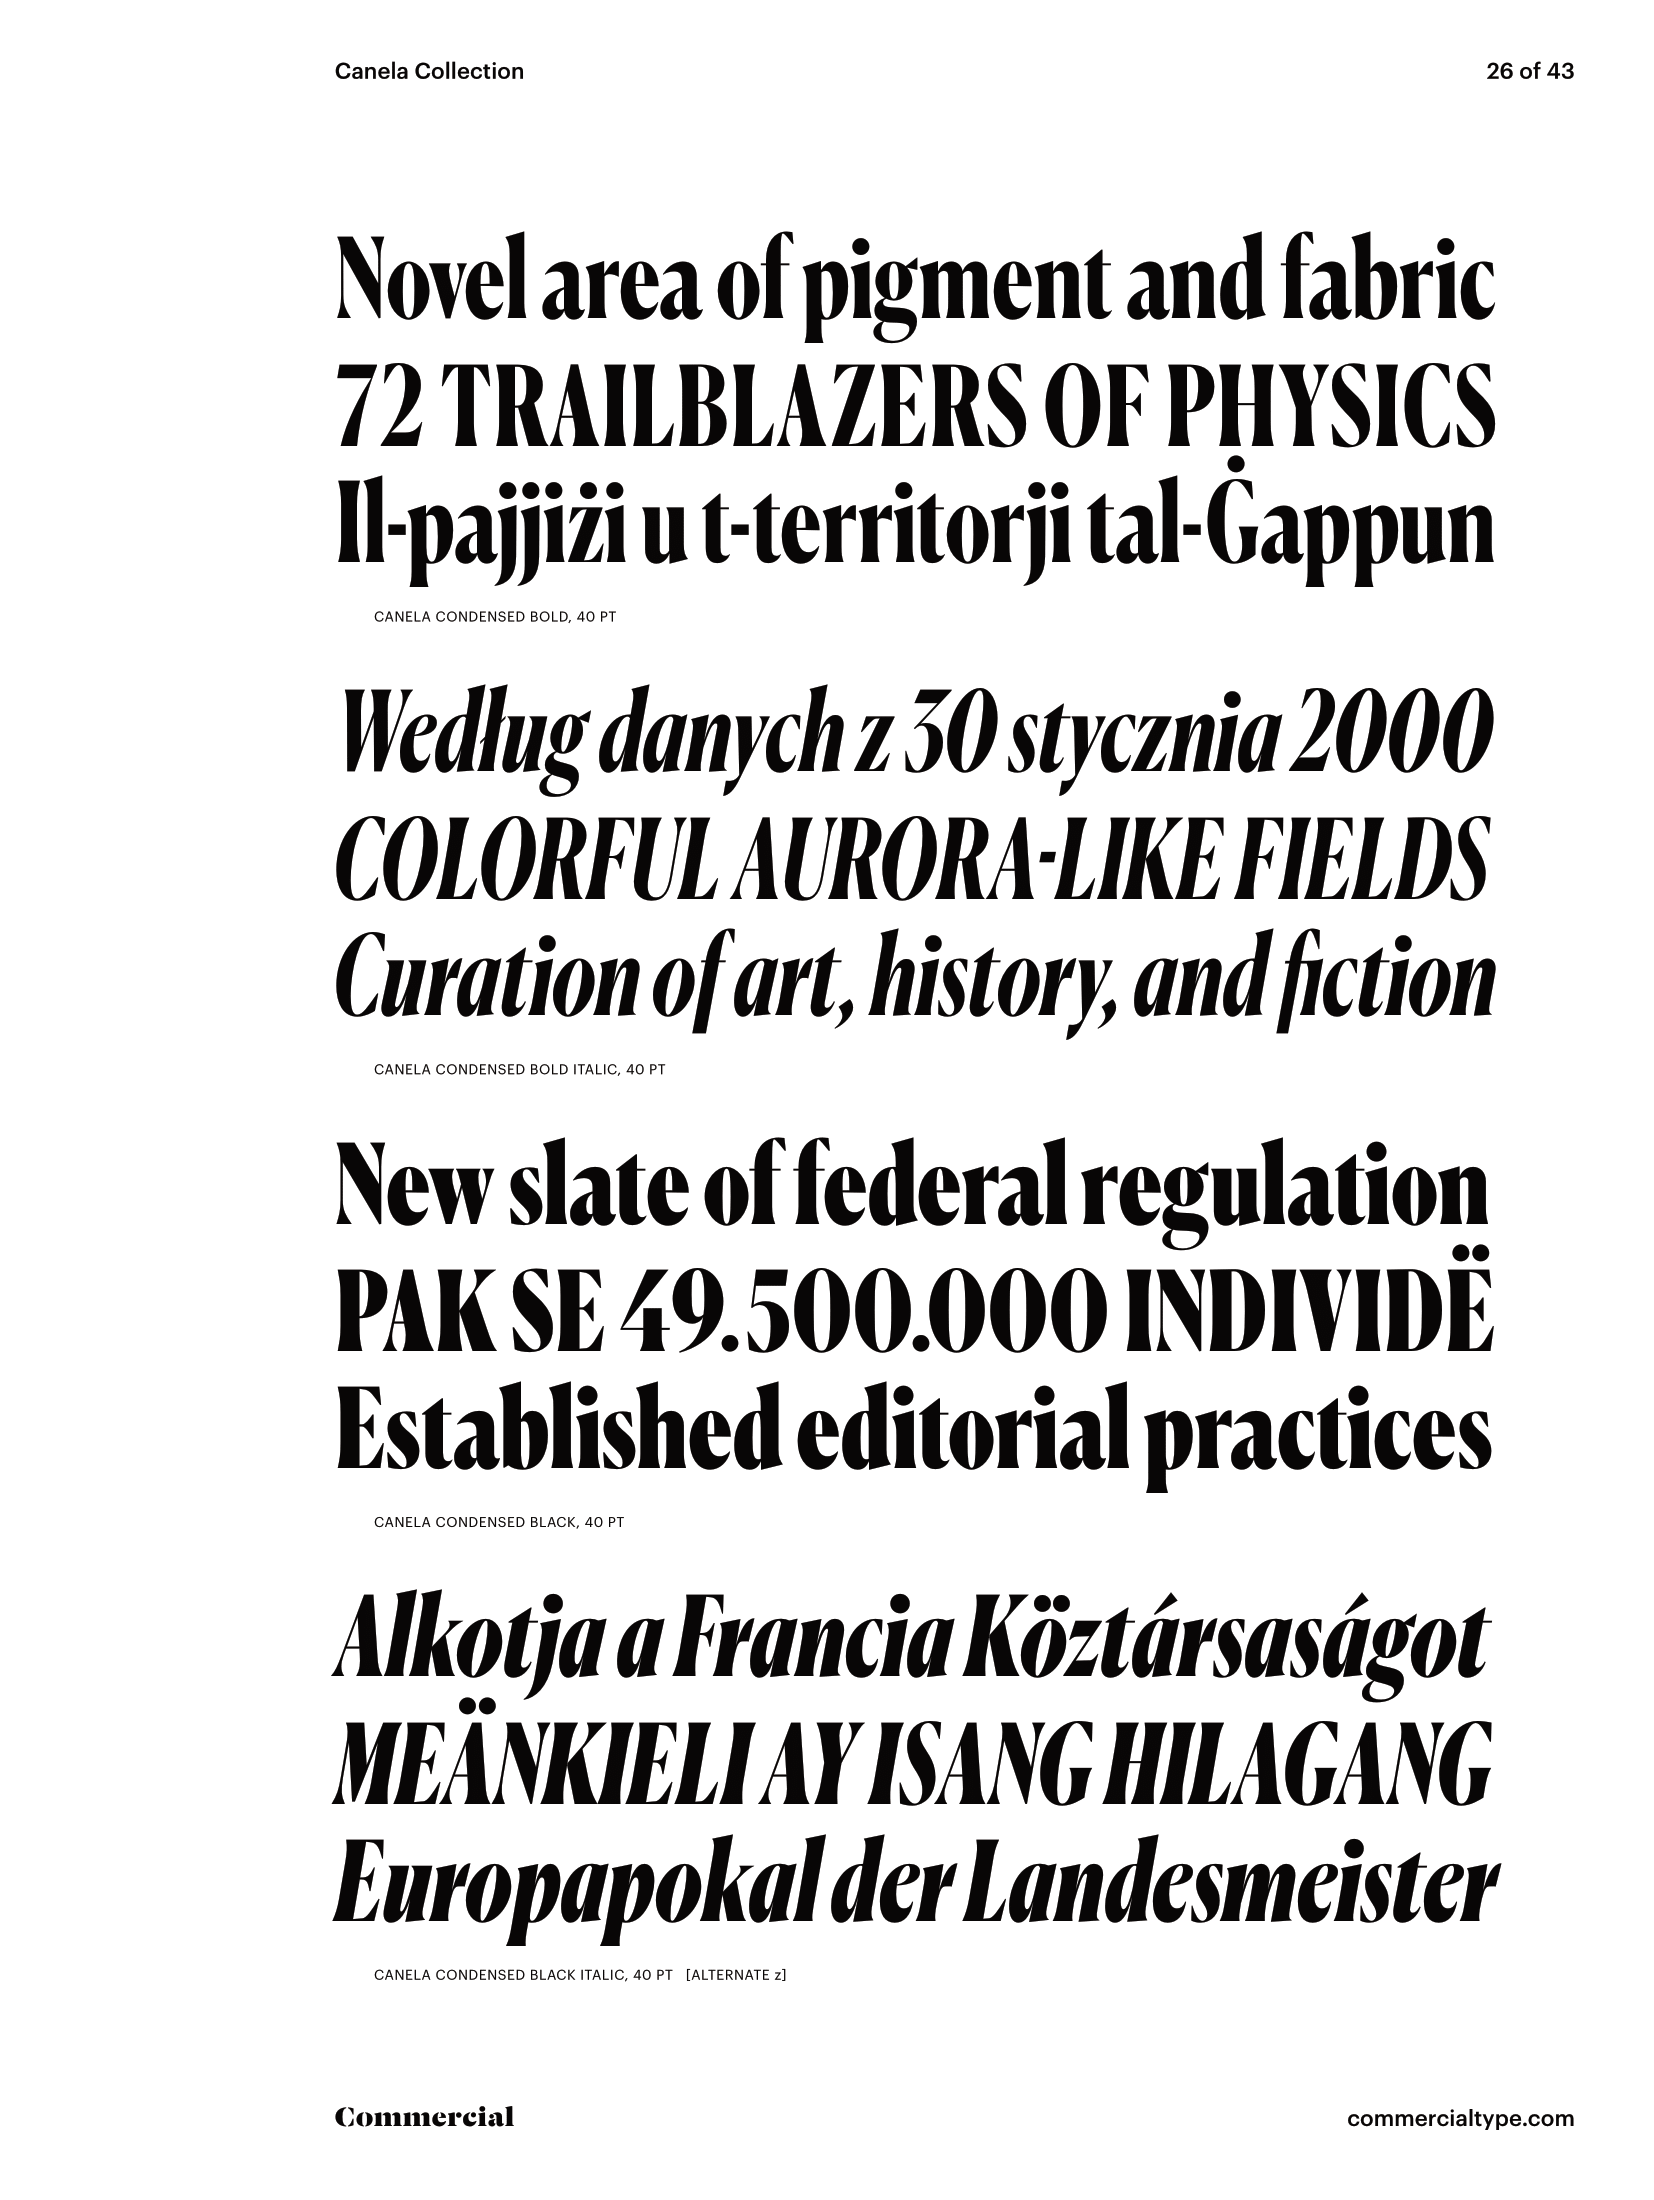 Canela Collection
26 of 43
Novel area of pigment and fabric
72 TRAILBLAZERS OF PHYSICS
Il-pajjiżi u t-territorji tal-Ġappun
CANELA CONDENSED BOLD, 40 PT
Według danych z 30 stycznia 2000
COLORFUL AURORA-LIKE FIELDS
Curation of art, history, and fiction
CANELA CONDENSED BOLD ITALIC, 40 PT
New slate of federal regulation
PAK SE 49.500.000 INDIVIDË
Established editorial practices
CANELA CONDENSED BLACK, 40 PT
Alkotja a Francia Köztársaságot
MEÄNKIELI AY ISANG HILAGANG
Europapokal der Landesmeister
CANELA CONDENSED BLACK ITALIC, 40 PT [ALTERNATE z]
Commercial
commercialtype.com